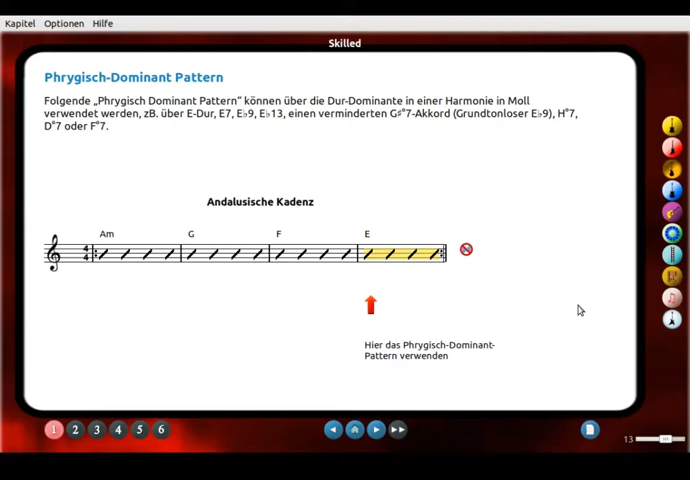 Kapitel Optionen Hilfe
Skilled
Phrygisch-Dominant Pattern
Folgende „Phrygisch Dominant Pattern“ können über die Dur-Dominante in einer Harmonie in Moll
verwendet werden, zB. über E-Dur, E7, E♭9, E♭13, einen verminderten G♯°7-Akkord (Grundtonloser E♭9), H°7,
D°7 oder F°7.
Andalusische Kadenz
Am G F E
4
4
Hier das Phrygisch-Dominant-
Pattern verwenden
1 2 3 4 5 6
13